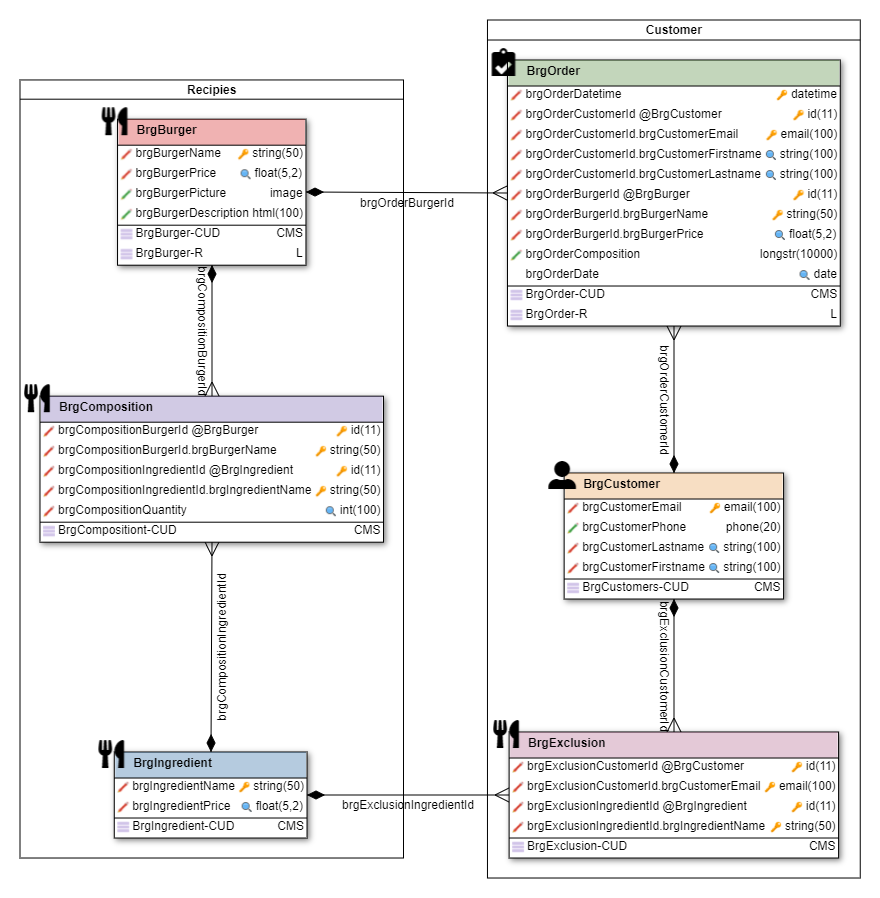 Recipies
BrgBurger
brgBurgerName string(50)
brgBurgerPrice float(5,2)
brgBurgerPicture image
brgBurgerDescription html(100)
BrgBurger-CUD CMS
BrgBurger-R L
brgOrderBurgerId
brgCompositionBurgerId
BrgComposition
brgCompositionBurgerId @BrgBurger id(11)
brgCompositionBurgerId.brgBurgerName string(50)
brgCompositionIngredientId @BrgIngredient id(11)
brgCompositionIngredientId.brgIngredientName string(50)
brgCompositionQuantity int(100)
BrgCompositiont-CUD CMS
brgCompositionIngredientId
BrgIngredient
brgIngredientName string(50)
brgIngredientPrice float(5,2)
BrgIngredient-CUD CMS
brgExclusionIngredientId
Customer
BrgOrder
brgOrderDatetime datetime
brgOrderCustomerId @BrgCustomer id(11)
brgOrderCustomerId.brgCustomerEmail email(100)
brgOrderCustomerId.brgCustomerFirstname string(100)
brgOrderCustomerId.brgCustomerLastname string(100)
brgOrderBurgerId @BrgBurger id(11)
brgOrderBurgerId.brgBurgerName string(50)
brgOrderBurgerId.brgBurgerPrice float(5,2)
brgOrderComposition longstr(10000)
brgOrderDate date
BrgOrder-CUD CMS
BrgOrder-R L
brgOrderCustomerId
BrgCustomer
brgCustomerEmail email(100)
brgCustomerPhone phone(20)
brgCustomerLastname string(100)
brgCustomerFirstname string(100)
BrgCustomers-CUD CMS
brgExclusionCustomerId
BrgExclusion
brgExclusionCustomerId @BrgCustomer id(11)
brgExclusionCustomerId.brgCustomerEmail email(100)
brgExclusionIngredientId @BrgIngredient id(11)
brgExclusionIngredientId.brgIngredientName string(50)
BrgExclusion-CUD CMS